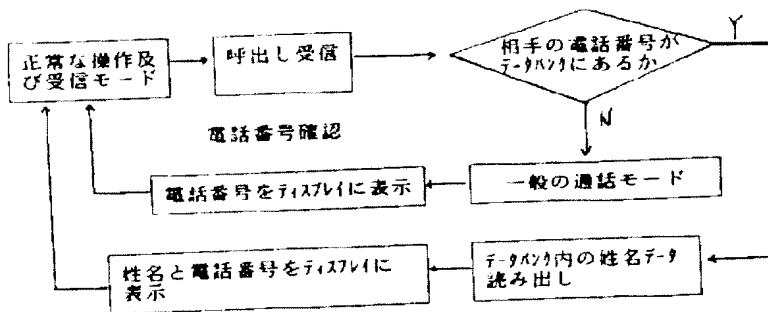 正常な操作及
び受信モード
呼出し受信
相手の電話番号が
データバンクにあるか
Y
N
電話番号確認
電話番号をディスプレイに表示
一般の通話モード
姓名と電話番号をディスプレイに
表示
データバンク内の姓名データ
読み出し